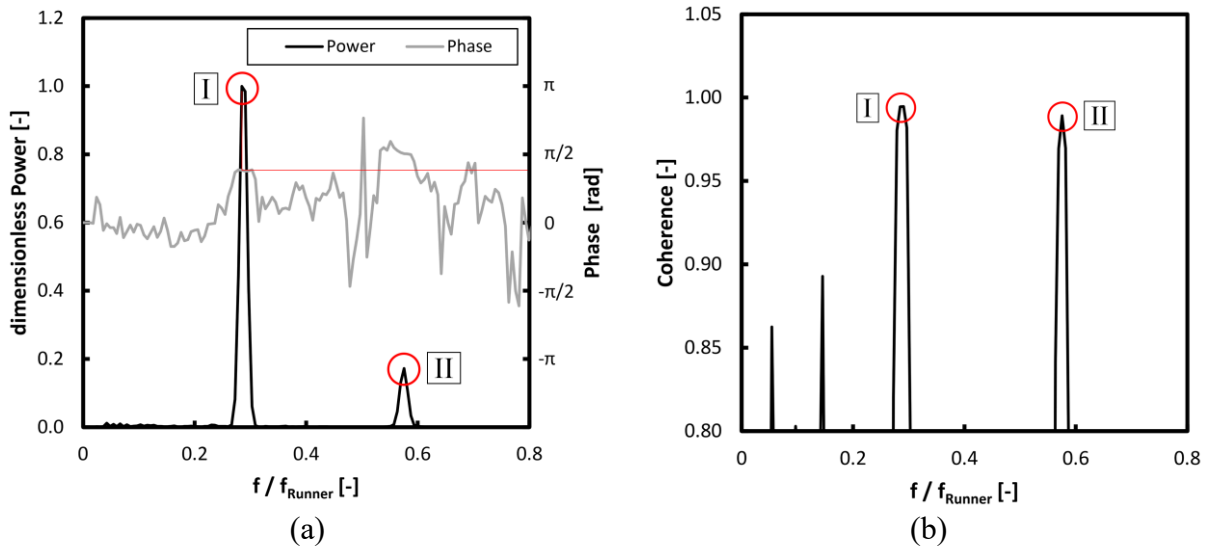 1.2
1.0
0.8
0.6
0.4
0.2
0.0
dimensionless Power [-]
Power Phase
I
II
π
π/2
0
-π/2
-π
Phase [rad]
0 0.2 0.4 0.6 0.8
f / fRunner [-]
(a)
1.05
1.00
0.95
0.90
0.85
0.80
Coherence [-]
I
II
0 0.2 0.4 0.6 0.8
f / fRunner [-]
(b)